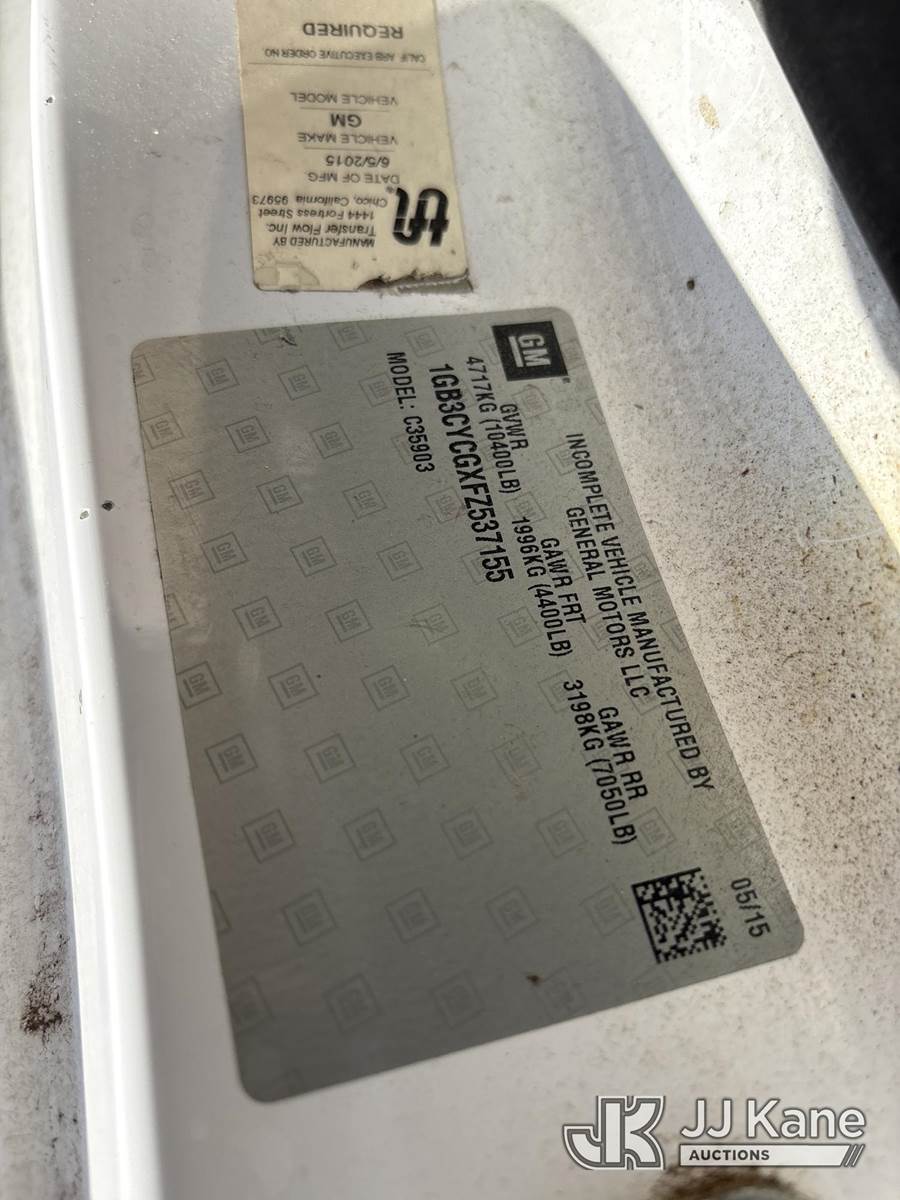 tfi
MANUFACTURED BY
Transfer Flow Inc.
1444 Fortress Street
Chico, California 95973
DATE OF MFG.
6/5/2015
VEHICLE MAKE
GM
VEHICLE MODEL
CALIF. ARB EXECUTIVE ORDER NO
REQUIRED
GM
INCOMPLETE VEHICLE MANUFACTURED BY
GENERAL MOTORS LLC
05/15
GVWR GAWR FRT GAWR RR
4717KG (10400LB) 1996KG (4400LB) 3198KG (7050LB)
1GB3CYCGXFZ537155
MODEL: C35903
JK JJ Kane
AUCTIONS